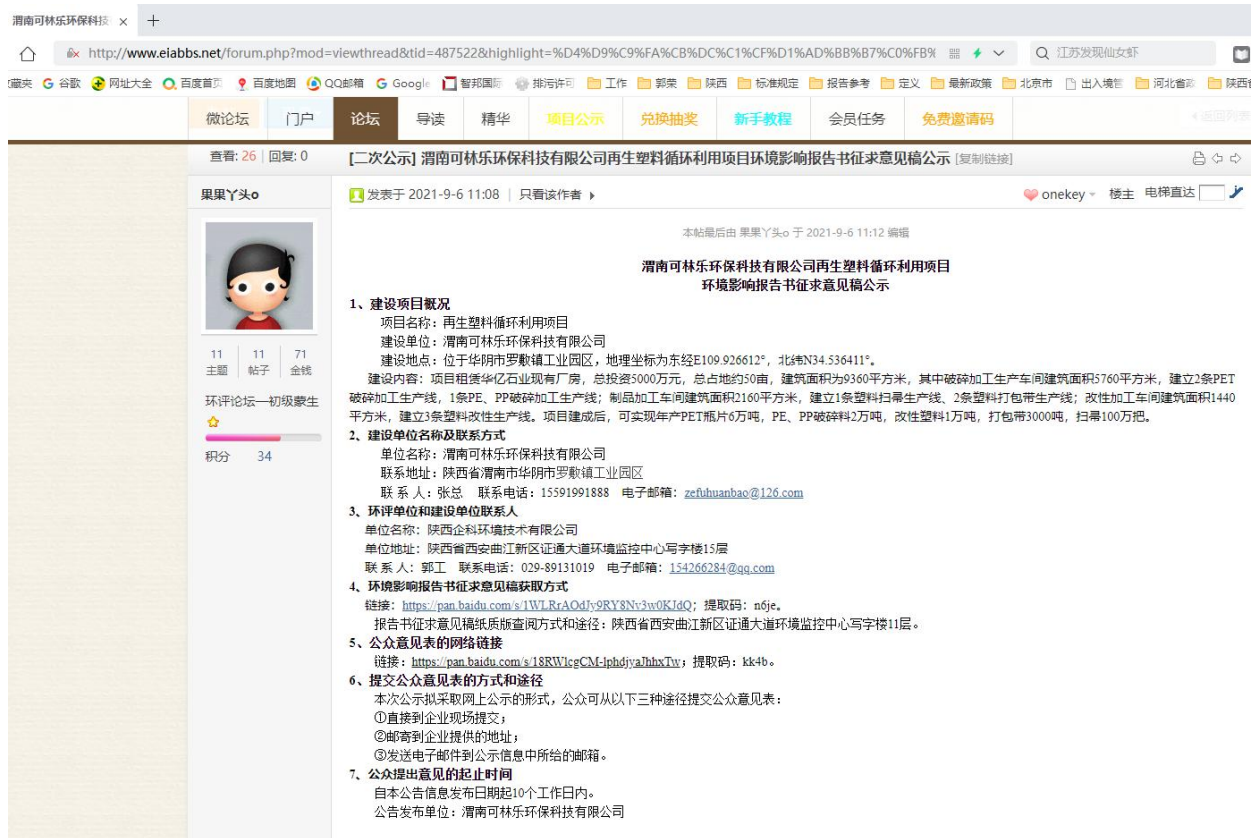 渭南可林乐环保科技 × +
http://www.eiabbs.net/forum.php?mod=viewthread&tid=487522&highlight=%D4%D9%C9%FA%CB%DC%C1%CF%D1%AD%BB%B7%C0%FB% 江苏发现仙女虾
收藏夹 谷歌 网址大全 百度首页 百度地图 QQ邮箱 Google 智邦国际 排污许可 工作 郭荣 陕西 标准规定 报告参考 定义 最新政策 北京市 出入境管 河北省政 陕西省
微论坛 门户 论坛 导读 精华 项目公示 兑换抽奖 新手教程 会员任务 免费邀请码 返回列表
查看: 26 | 回复: 0 [二次公示] 渭南可林乐环保科技有限公司再生塑料循环利用项目环境影响报告书征求意见稿公示 [复制链接]
果果丫头o 发表于 2021-9-6 11:08 | 只看该作者 onekey 楼主 电梯直达
本帖最后由 果果丫头o 于 2021-9-6 11:12 编辑
渭南可林乐环保科技有限公司再生塑料循环利用项目
环境影响报告书征求意见稿公示
1、建设项目概况
项目名称：再生塑料循环利用项目
建设单位：渭南可林乐环保科技有限公司
建设地点：位于华阴市罗敷镇工业园区，地理坐标为东经E109.926612°，北纬N34.536411°。
建设内容：项目租赁华亿石业现有厂房，总投资5000万元，总占地约50亩，建筑面积为9360平方米，其中破碎加工生产车间建筑面积5760平方米，建立2条PET
破碎加工生产线，1条PE、PP破碎加工生产线；制品加工车间建筑面积2160平方米，建立1条塑料扫帚生产线、2条塑料打包带生产线；改性加工车间建筑面积1440
平方米，建立3条塑料改性生产线。项目建成后，可实现年产PET瓶片6万吨，PE、PP破碎料2万吨，改性塑料1万吨，打包带3000吨，扫帚100万把。
11 11 71
主题 帖子 金钱
环评论坛—初级蒙生
积分 34
2、建设单位名称及联系方式
单位名称：渭南可林乐环保科技有限公司
联系地址：陕西省渭南市华阴市罗敷镇工业园区
联 系 人：张总 联系电话：15591991888 电子邮箱：zefuhuanbao@126.com
3、环评单位和建设单位联系人
单位名称：陕西企科环境技术有限公司
单位地址：陕西省西安曲江新区证通大道环境监控中心写字楼15层
联 系 人：郭工 联系电话：029-89131019 电子邮箱：154266284@qq.com
4、环境影响报告书征求意见稿获取方式
链接：https://pan.baidu.com/s/1WLRrAOdJy9RY8Nv3w0KJdQ；提取码：n6je。
报告书征求意见稿纸质版查阅方式和途径：陕西省西安曲江新区证通大道环境监控中心写字楼11层。
5、公众意见表的网络链接
链接：https://pan.baidu.com/s/18RWlcgCM-lphdjyaJhhxTw；提取码：kk4b。
6、提交公众意见表的方式和途径
本次公示拟采取网上公示的形式，公众可从以下三种途径提交公众意见表：
①直接到企业现场提交；
②邮寄到企业提供的地址；
③发送电子邮件到公示信息中所给的邮箱。
7、公众提出意见的起止时间
自本公告信息发布日期起10个工作日内。
公告发布单位：渭南可林乐环保科技有限公司